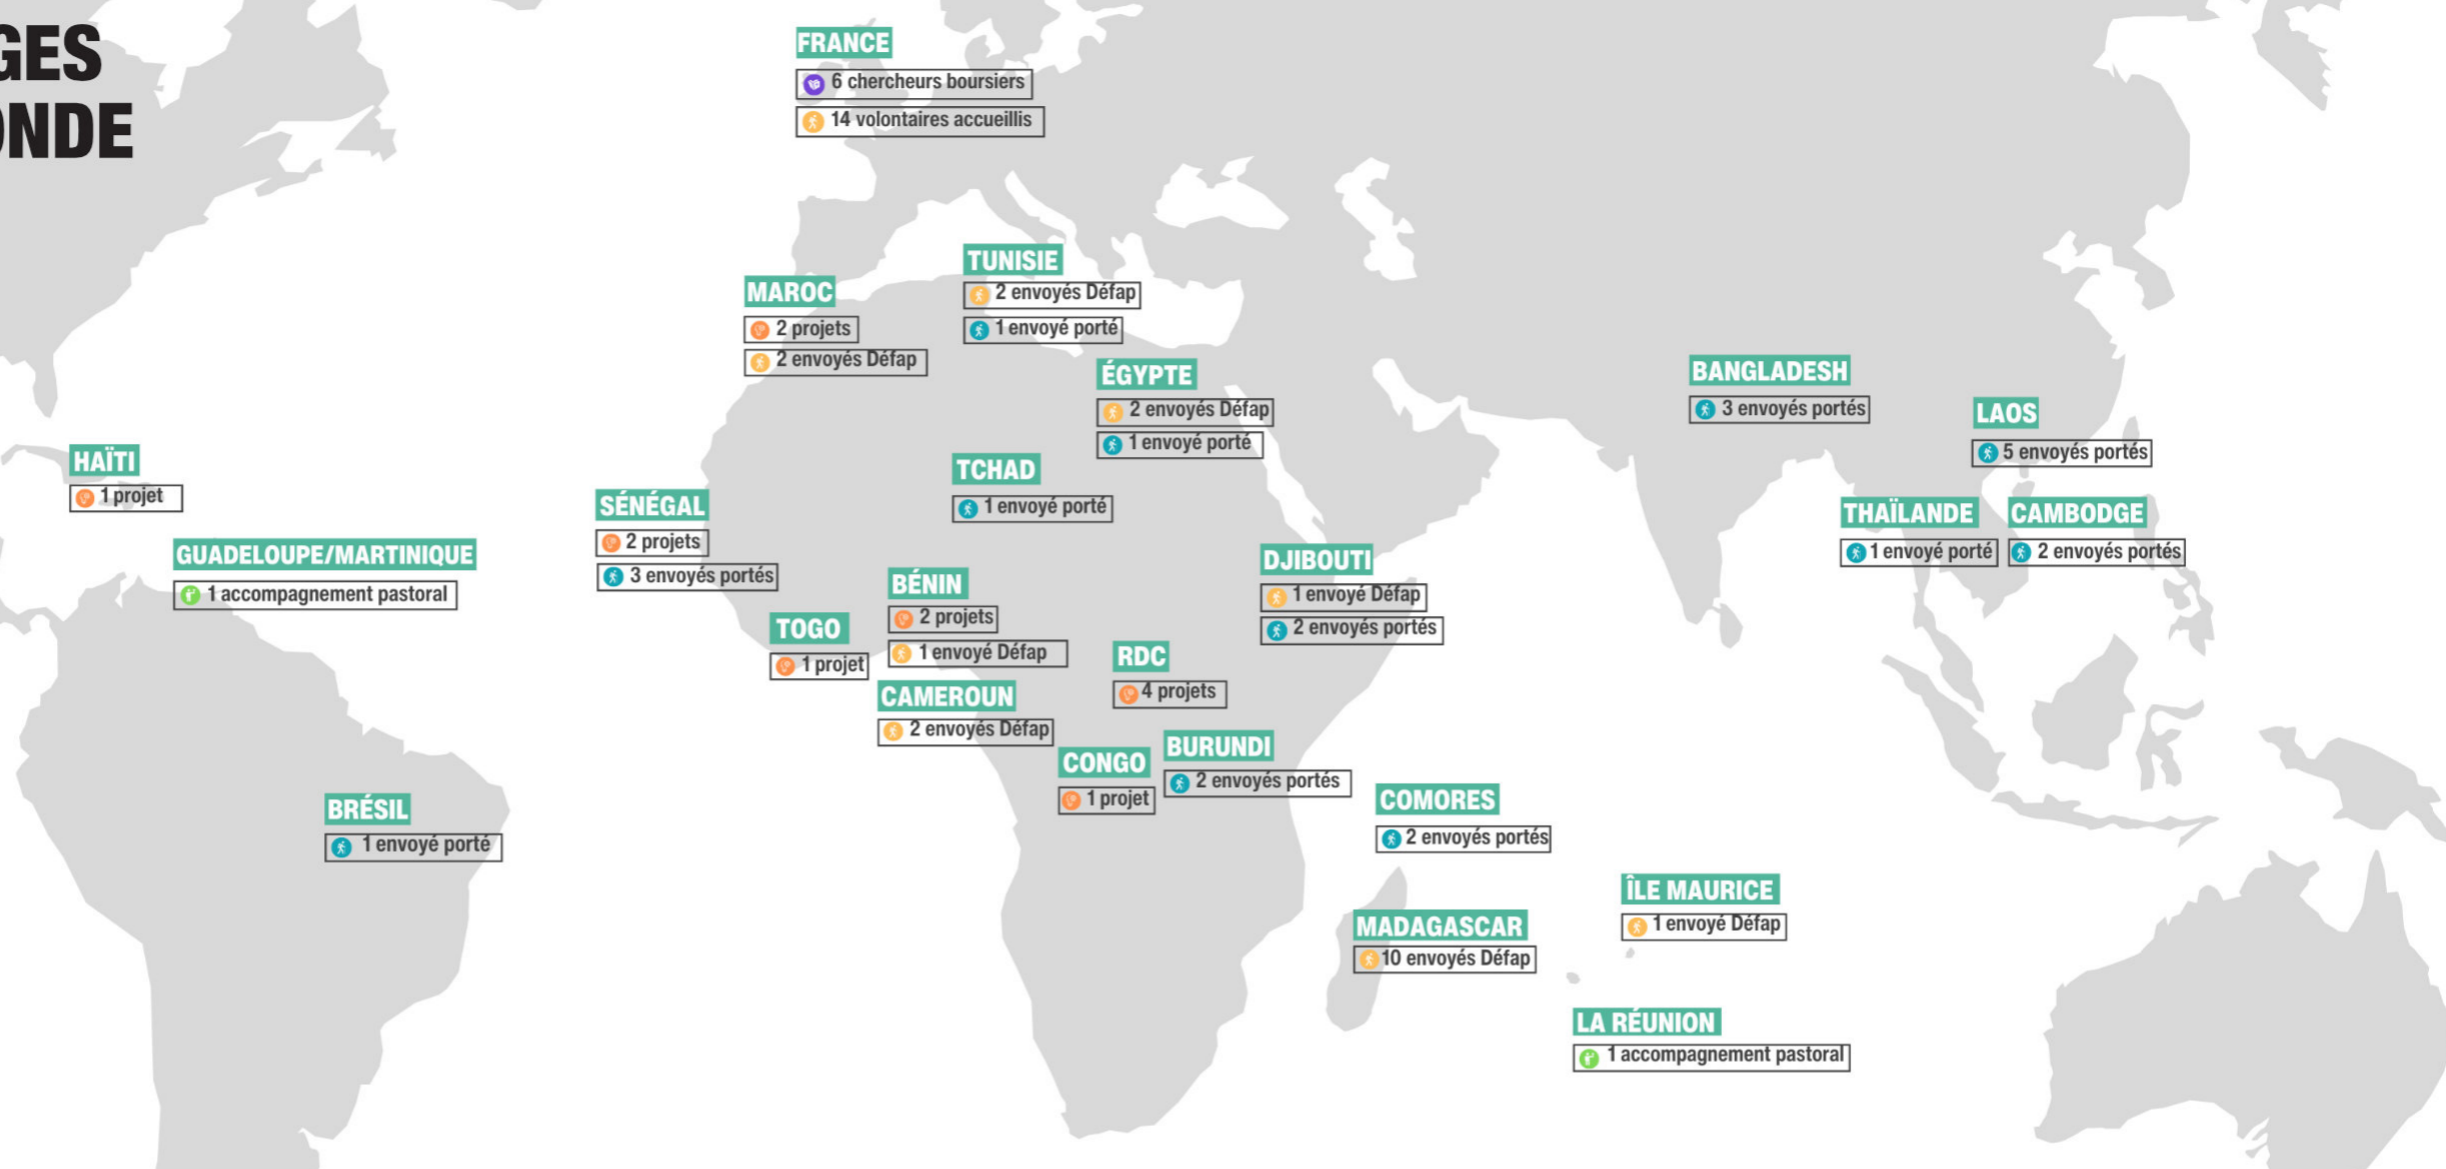 GES
ONDE
FRANCE
6 chercheurs boursiers
14 volontaires accueillis
TUNISIE
2 envoyés Défap
1 envoyé porté
MAROC
2 projets
2 envoyés Défap
ÉGYPTE
2 envoyés Défap
1 envoyé porté
BANGLADESH
3 envoyés portés
LAOS
5 envoyés portés
HAÏTI
1 projet
TCHAD
1 envoyé porté
SÉNÉGAL
2 projets
3 envoyés portés
THAÏLANDE
1 envoyé porté
CAMBODGE
2 envoyés portés
GUADELOUPE/MARTINIQUE
1 accompagnement pastoral
DJIBOUTI
1 envoyé Défap
2 envoyés portés
BÉNIN
2 projets
1 envoyé Défap
TOGO
1 projet
RDC
4 projets
CAMEROUN
2 envoyés Défap
BURUNDI
2 envoyés portés
CONGO
1 projet
BRÉSIL
1 envoyé porté
COMORES
2 envoyés portés
ÎLE MAURICE
1 envoyé Défap
MADAGASCAR
10 envoyés Défap
LA RÉUNION
1 accompagnement pastoral